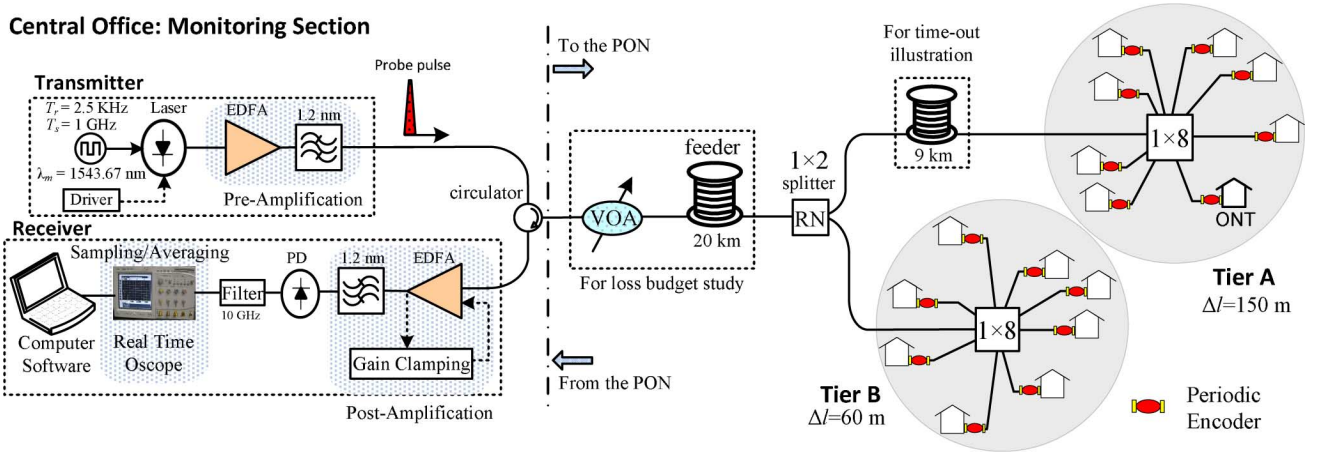 Central Office: Monitoring Section
Transmitter
Tr = 2.5 KHz
Ts = 1 GHz
Laser
λm = 1543.67 nm
Driver
EDFA
1.2 nm
Pre-Amplification
Probe pulse
circulator
Receiver
Sampling/Averaging
PD
1.2 nm
EDFA
Filter
10 GHz
Computer
Software
Real Time
Oscope
Gain Clamping
Post-Amplification
To the PON
From the PON
VOA
feeder
20 km
For loss budget study
1×2
splitter
RN
For time-out
illustration
9 km
1×8
ONT
Tier A
Δl=150 m
1×8
Tier B
Δl=60 m
Periodic
Encoder